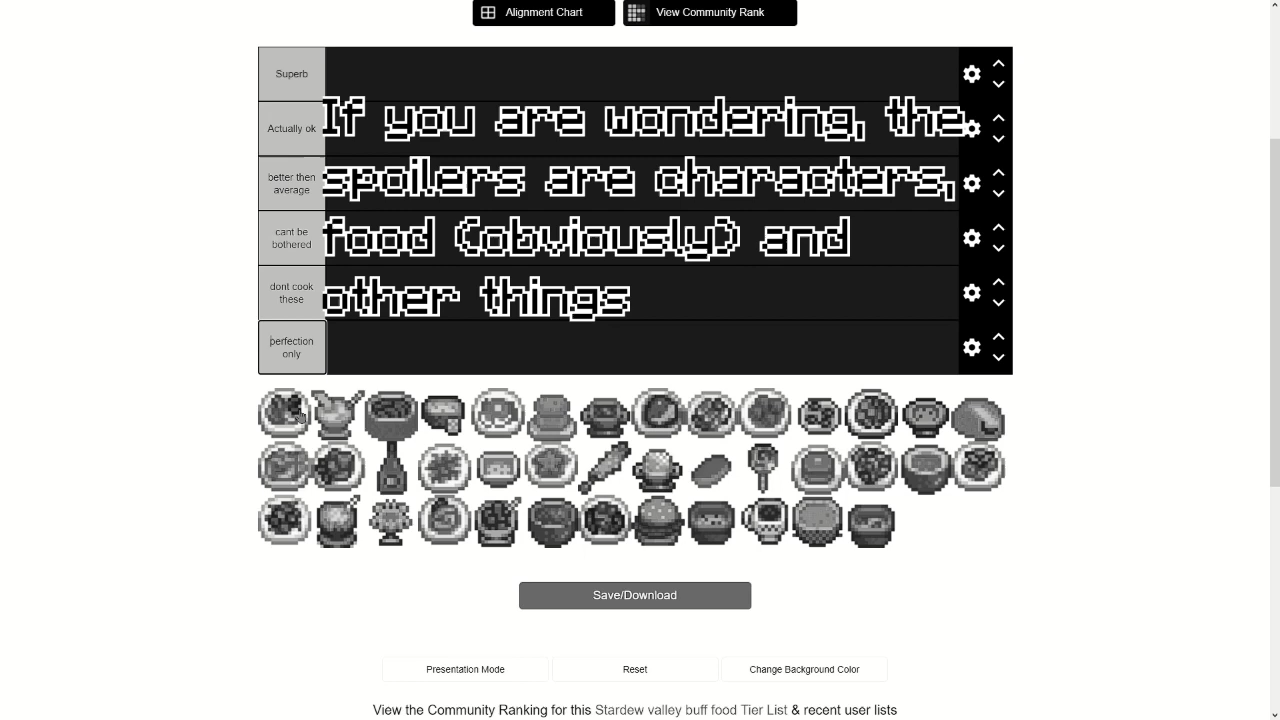 Alignment Chart
View Community Rank
Superb
Actually ok
better then
average
cant be
bothered
dont cook
these
perfection
only
If you are wondering, the
spoilers are characters,
food (obviously) and
other things
Save/Download
Presentation Mode
Reset
Change Background Color
View the Community Ranking for this Stardew valley buff food Tier List & recent user lists